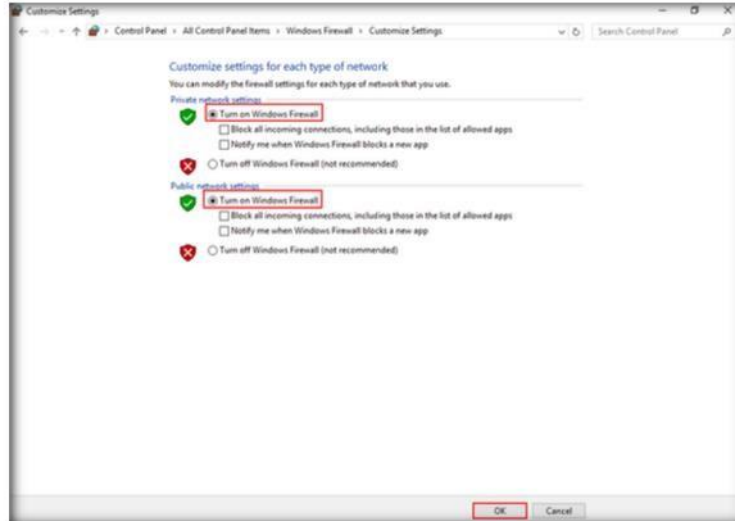 Customize Settings
Control Panel › All Control Panel Items › Windows Firewall › Customize Settings
Search Control Panel
Customize settings for each type of network
You can modify the firewall settings for each type of network that you use.
Private network settings
Turn on Windows Firewall
Block all incoming connections, including those in the list of allowed apps
Notify me when Windows Firewall blocks a new app
Turn off Windows Firewall (not recommended)
Public network settings
Turn on Windows Firewall
Block all incoming connections, including those in the list of allowed apps
Notify me when Windows Firewall blocks a new app
Turn off Windows Firewall (not recommended)
OK Cancel